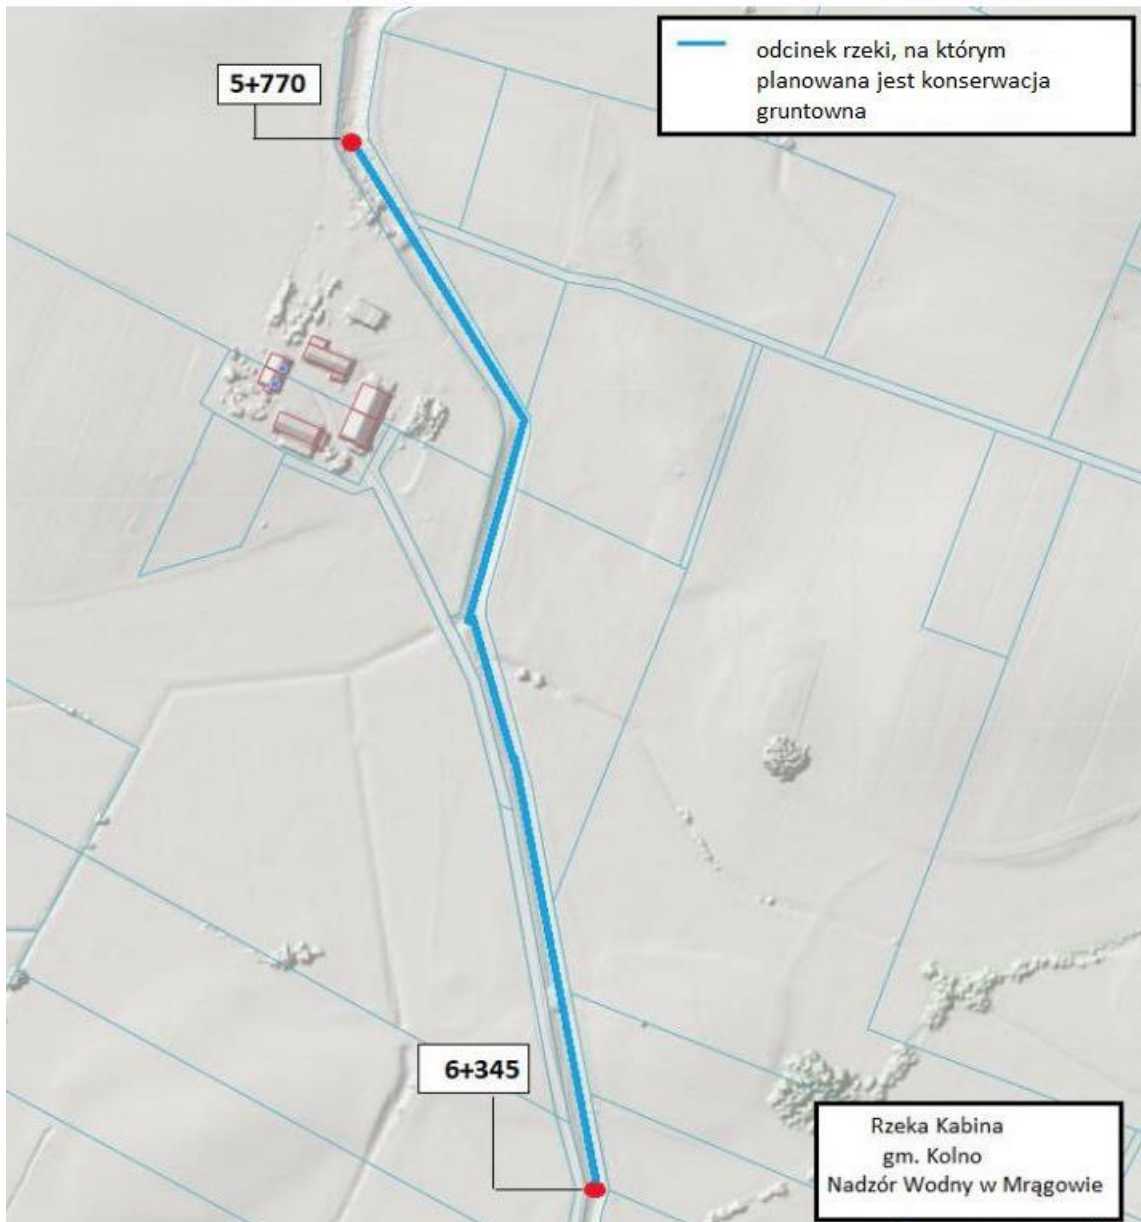 odcinek rzeki, na którym
planowana jest konserwacja
gruntowna
5+770
6+345
Rzeka Kabina
gm. Kolno
Nadzór Wodny w Mrągowie